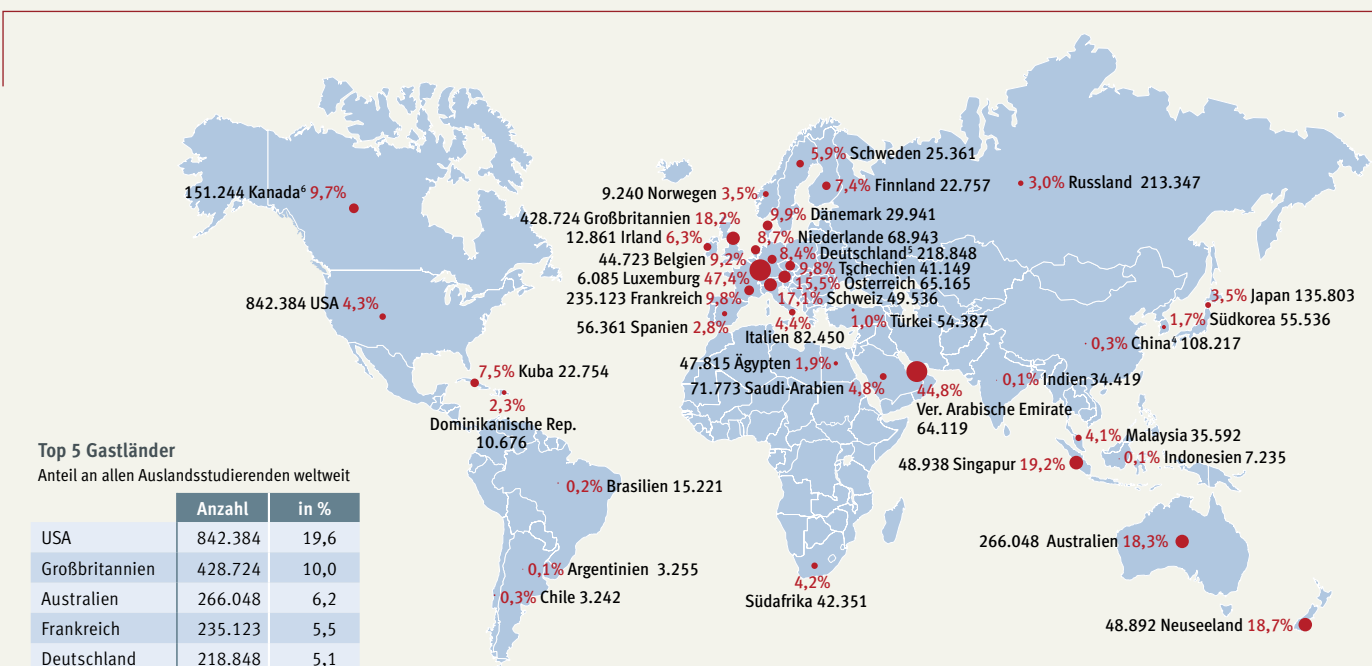 5,9% Schweden 25.361
151.244 Kanada⁶ 9,7%
9.240 Norwegen 3,5%
7,4% Finnland 22.757
3,0% Russland 213.347
428.724 Großbritannien 18,2%
9,9% Dänemark 29.941
12.861 Irland 6,3%
8,7% Niederlande 68.943
44.723 Belgien 9,2%
8,4% Deutschland⁵ 218.848
9,8% Tschechien 41.149
6.085 Luxemburg 47,4%
15,5% Österreich 65.165
235.123 Frankreich 9,8%
17,1% Schweiz 49.536
842.384 USA 4,3%
3,5% Japan 135.803
56.361 Spanien 2,8%
4,4%
Italien 82.450
1,0% Türkei 54.387
1,7% Südkorea 55.536
0,3% China⁴ 108.217
47.815 Ägypten 1,9%
7,5% Kuba 22.754
71.773 Saudi-Arabien 4,8%
44,8%
Ver. Arabische Emirate
64.119
0,1% Indien 34.419
2,3%
Dominikanische Rep.
10.676
4,1% Malaysia 35.592
48.938 Singapur 19,2%
0,1% Indonesien 7.235
0,2% Brasilien 15.221
266.048 Australien 18,3%
0,1% Argentinien 3.255
0,3% Chile 3.242
4,2%
Südafrika 42.351
48.892 Neuseeland 18,7%
Top 5 Gastländer
Anteil an allen Auslandsstudierenden weltweit
Anzahl in %
USA 842.384 19,6
Großbritannien 428.724 10,0
Australien 266.048 6,2
Frankreich 235.123 5,5
Deutschland 218.848 5,1